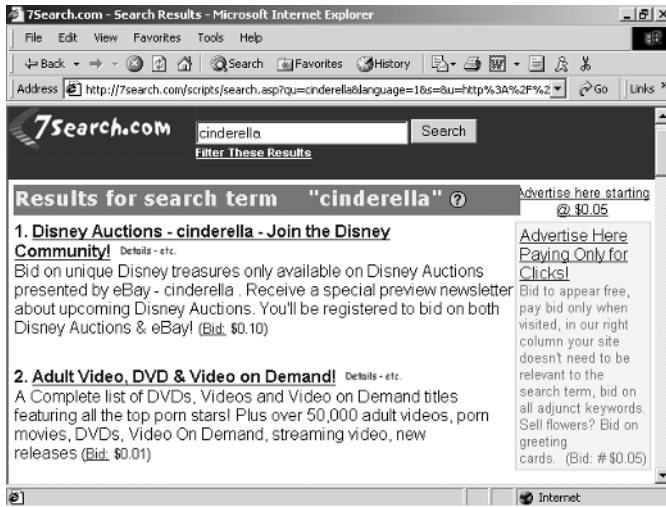 7Search.com - Search Results - Microsoft Internet Explorer
File Edit View Favorites Tools Help
Back Search Favorites History
Address http://7search.com/scripts/search.asp?qu=cinderella&language=1&s=&u=http%3A%2F%2 Go Links
7Search.com cinderella Search
Filter These Results
Results for search term "cinderella" ?
Advertise here starting
@ $0.05
1. Disney Auctions - cinderella - Join the Disney
Community! Details - etc.
Bid on unique Disney treasures only available on Disney Auctions
presented by eBay - cinderella . Receive a special preview newsletter
about upcoming Disney Auctions. You'll be registered to bid on both
Disney Auctions & eBay! (Bid: $0.10)
2. Adult Video, DVD & Video on Demand! Details - etc.
A Complete list of DVDs, Videos and Video on Demand titles
featuring all the top porn stars! Plus over 50,000 adult videos, porn
movies, DVDs, Video On Demand, streaming video, new
releases (Bid: $0.01)
Advertise Here
Paying Only for
Clicks!
Bid to appear free,
pay bid only when
visited, in our right
column your site
doesn't need to be
relevant to the
search term, bid on
all adjunct keywords.
Sell flowers? Bid on
greeting
cards. (Bid: # $0.05)
Internet